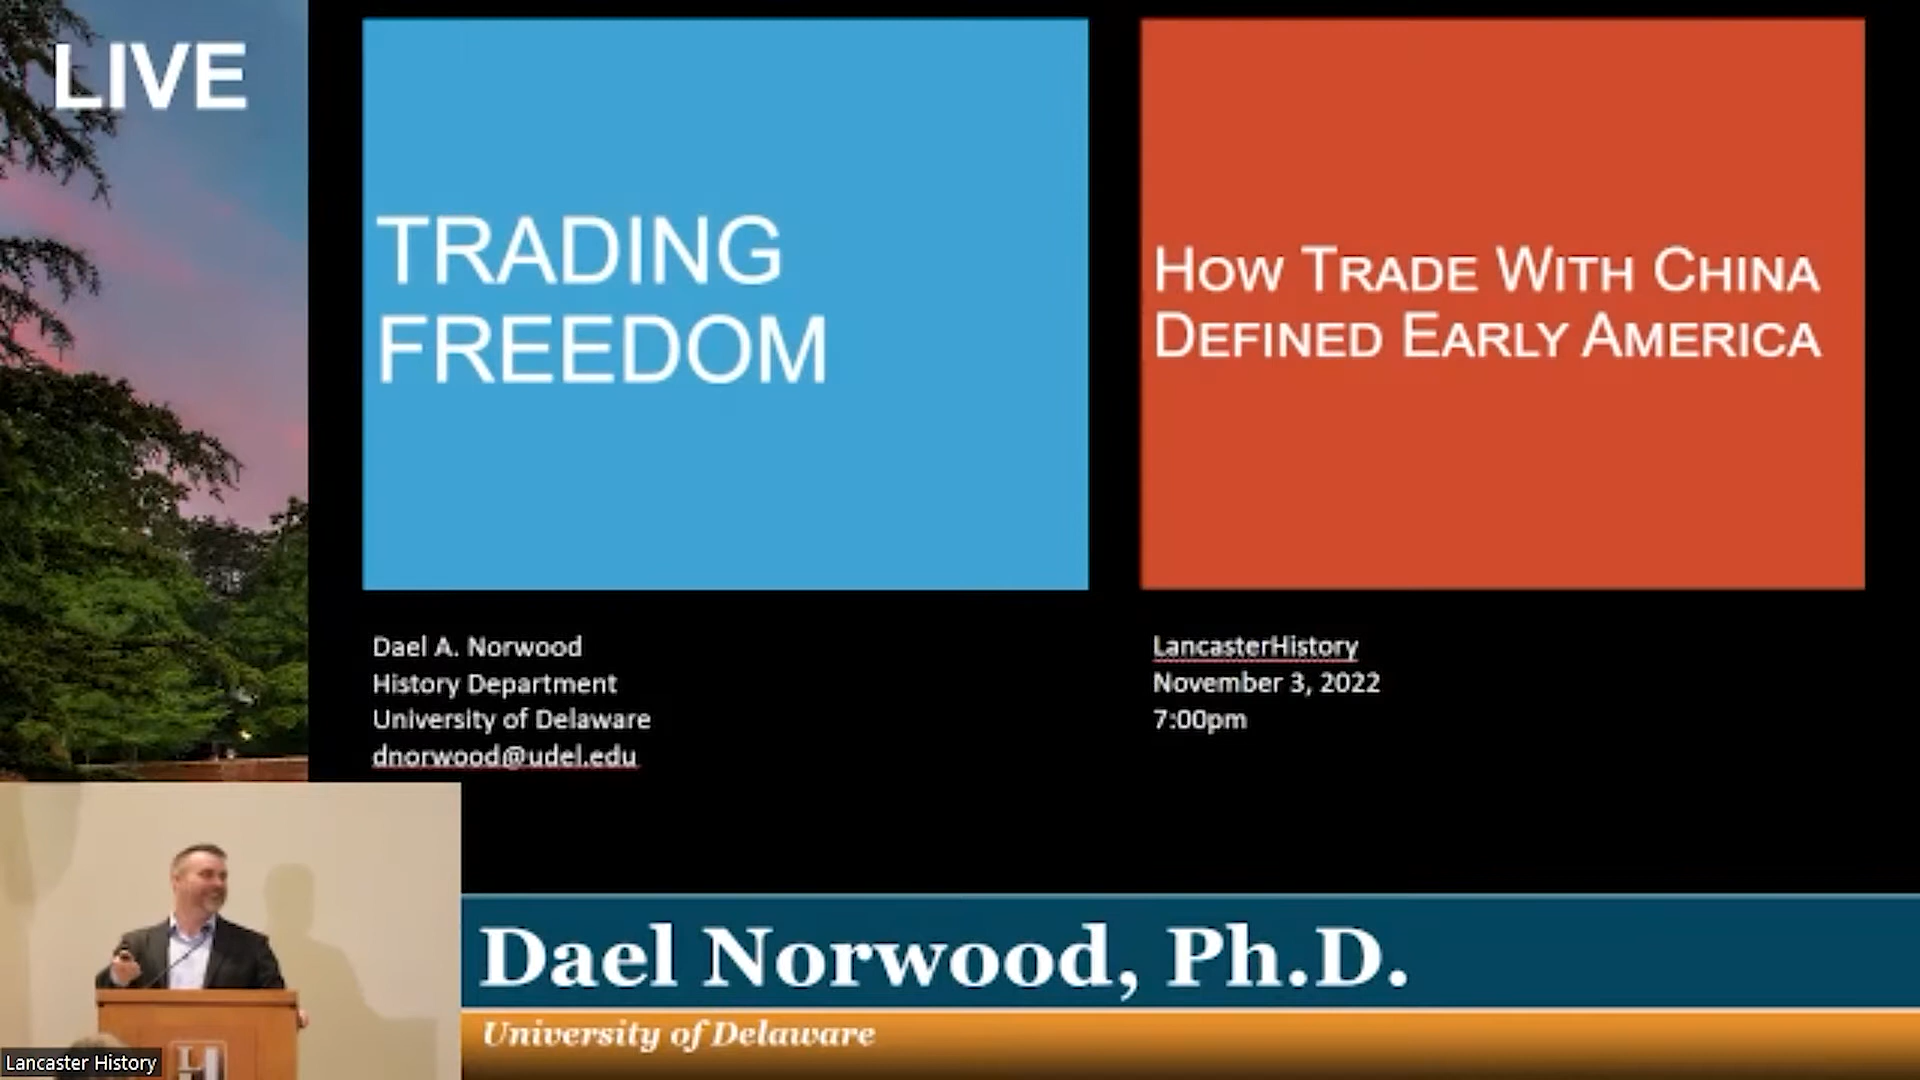 LIVE
TRADING
FREEDOM
HOW TRADE WITH CHINA
DEFINED EARLY AMERICA
Dael A. Norwood
History Department
University of Delaware
dnorwood@udel.edu
LancasterHistory
November 3, 2022
7:00pm
Dael Norwood, Ph.D.
University of Delaware
Lancaster History